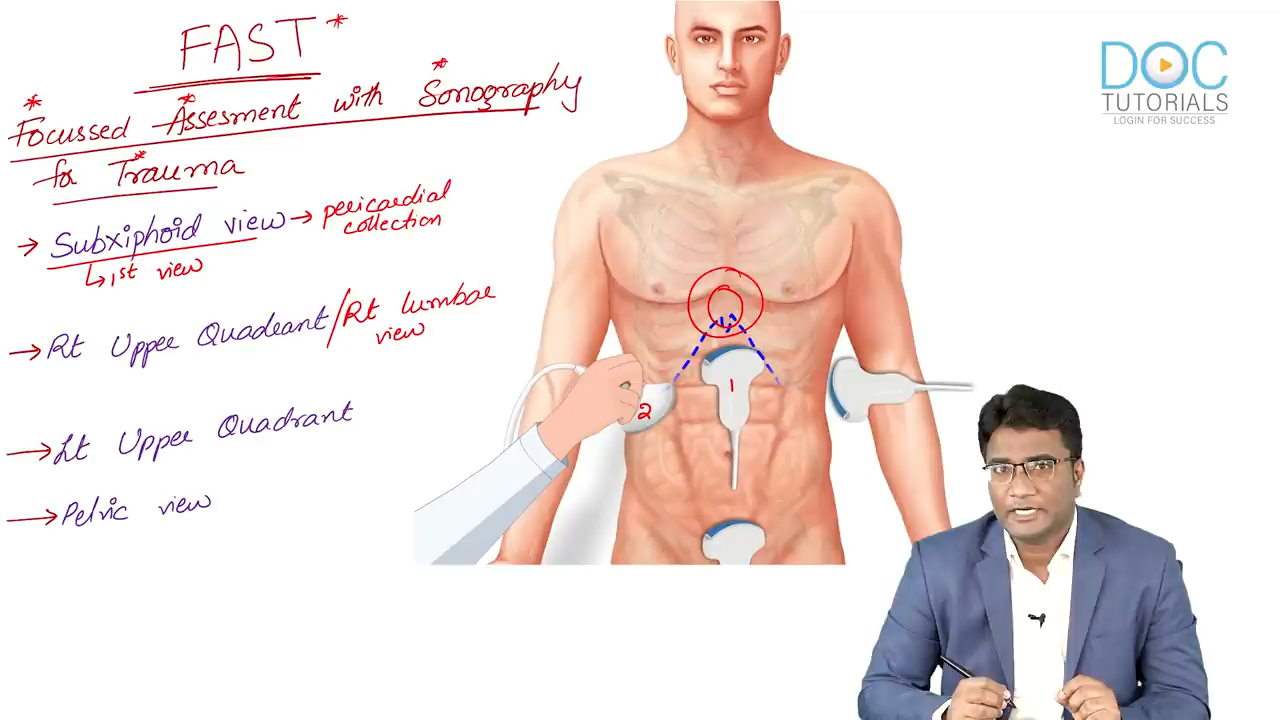 FAST*
Focussed Assesment with Sonography
for Trauma
→ Subxiphoid view → pericardial collection
↳ 1st view
→ Rt Upper Quadrant / Rt lumbar view
→ Lt Upper Quadrant
→ Pelvic view
1
2
DOC
TUTORIALS
LOGIN FOR SUCCESS